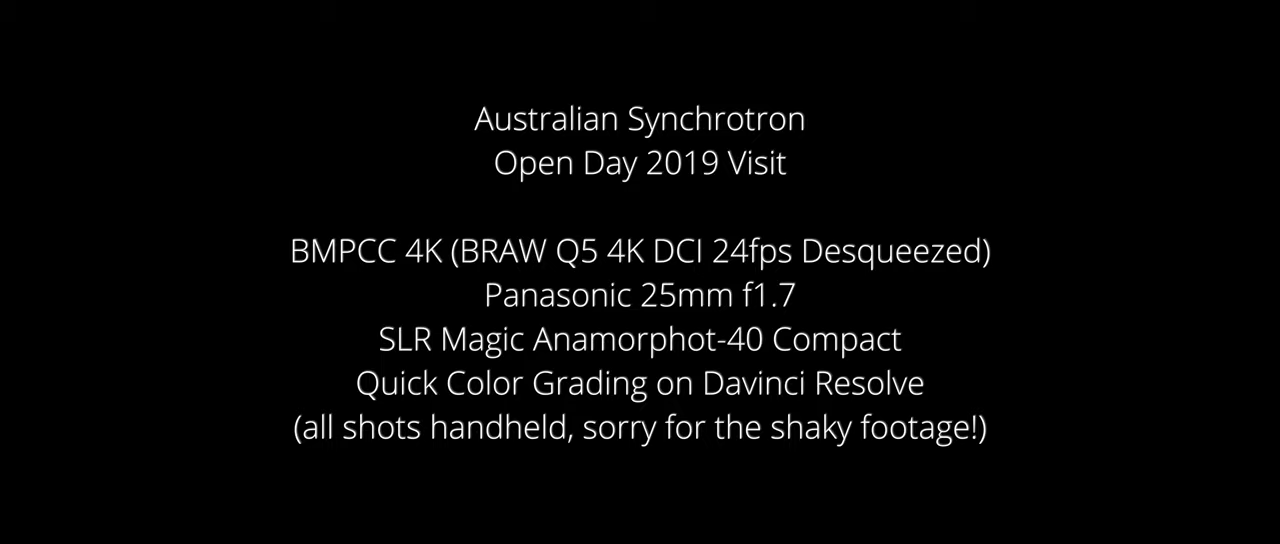 Australian Synchrotron
Open Day 2019 Visit
BMPCC 4K (BRAW Q5 4K DCI 24fps Desqueezed)
Panasonic 25mm f1.7
SLR Magic Anamorphot-40 Compact
Quick Color Grading on Davinci Resolve
(all shots handheld, sorry for the shaky footage!)